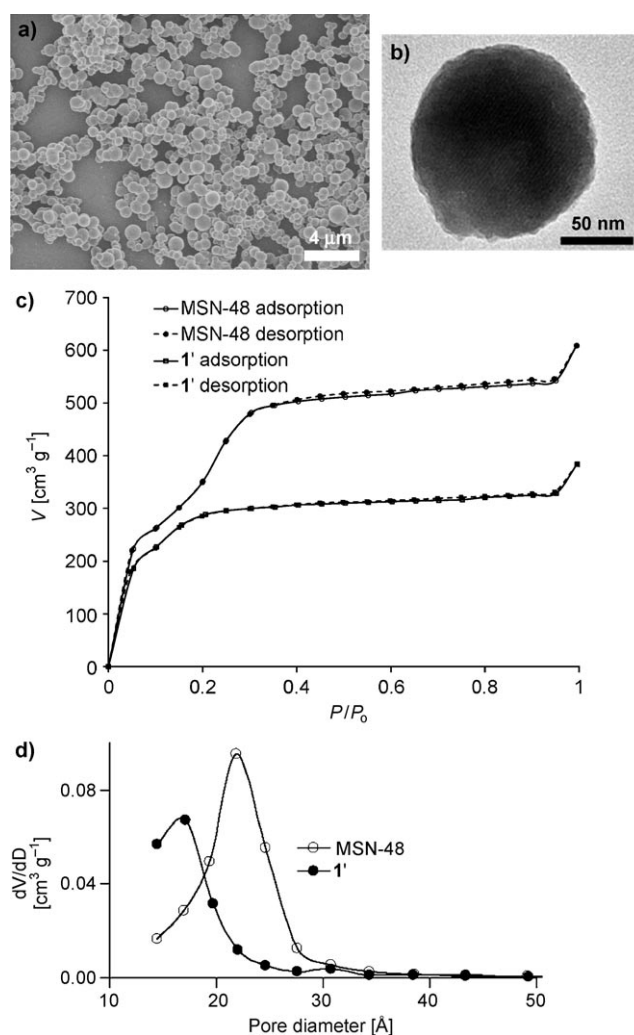 a)
4 μm
b)
50 nm
c)
700
600
500
400
300
200
100
0
V [cm³ g⁻¹]
MSN-48 adsorption
MSN-48 desorption
1' adsorption
1' desorption
0
0.2
0.4
0.6
0.8
1
P/Pₒ
d)
0.08
0.04
0.00
dV/dD
[cm³ g⁻¹]
MSN-48
1'
10
20
30
40
50
Pore diameter [Å]